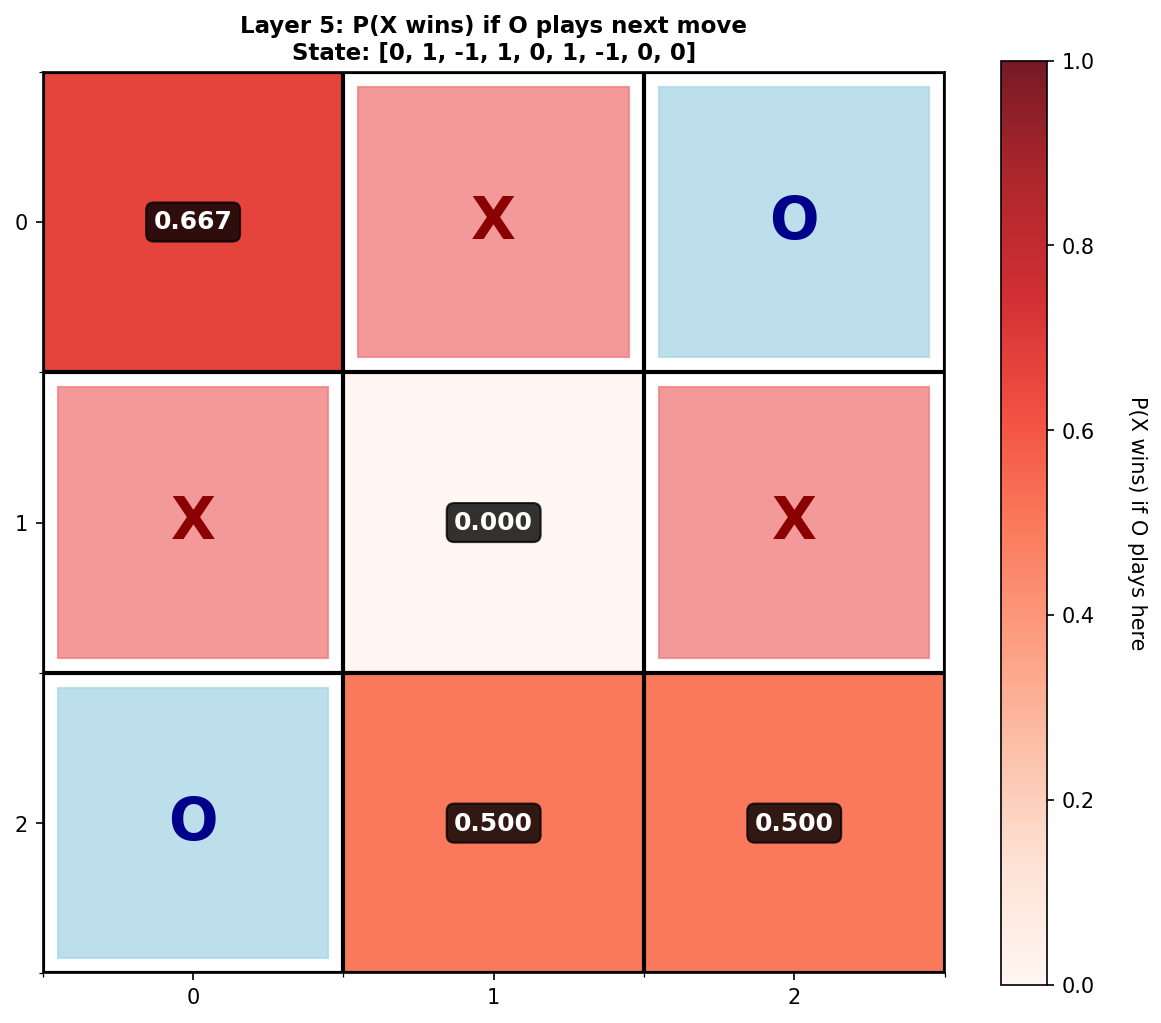 Layer 5: P(X wins) if O plays next move
State: [0, 1, -1, 1, 0, 1, -1, 0, 0]
0.667
X
O
X
0.000
X
O
0.500
0.500
0
1
2
0
1
2
1.0
0.8
0.6
0.4
0.2
0.0
P(X wins) if O plays here